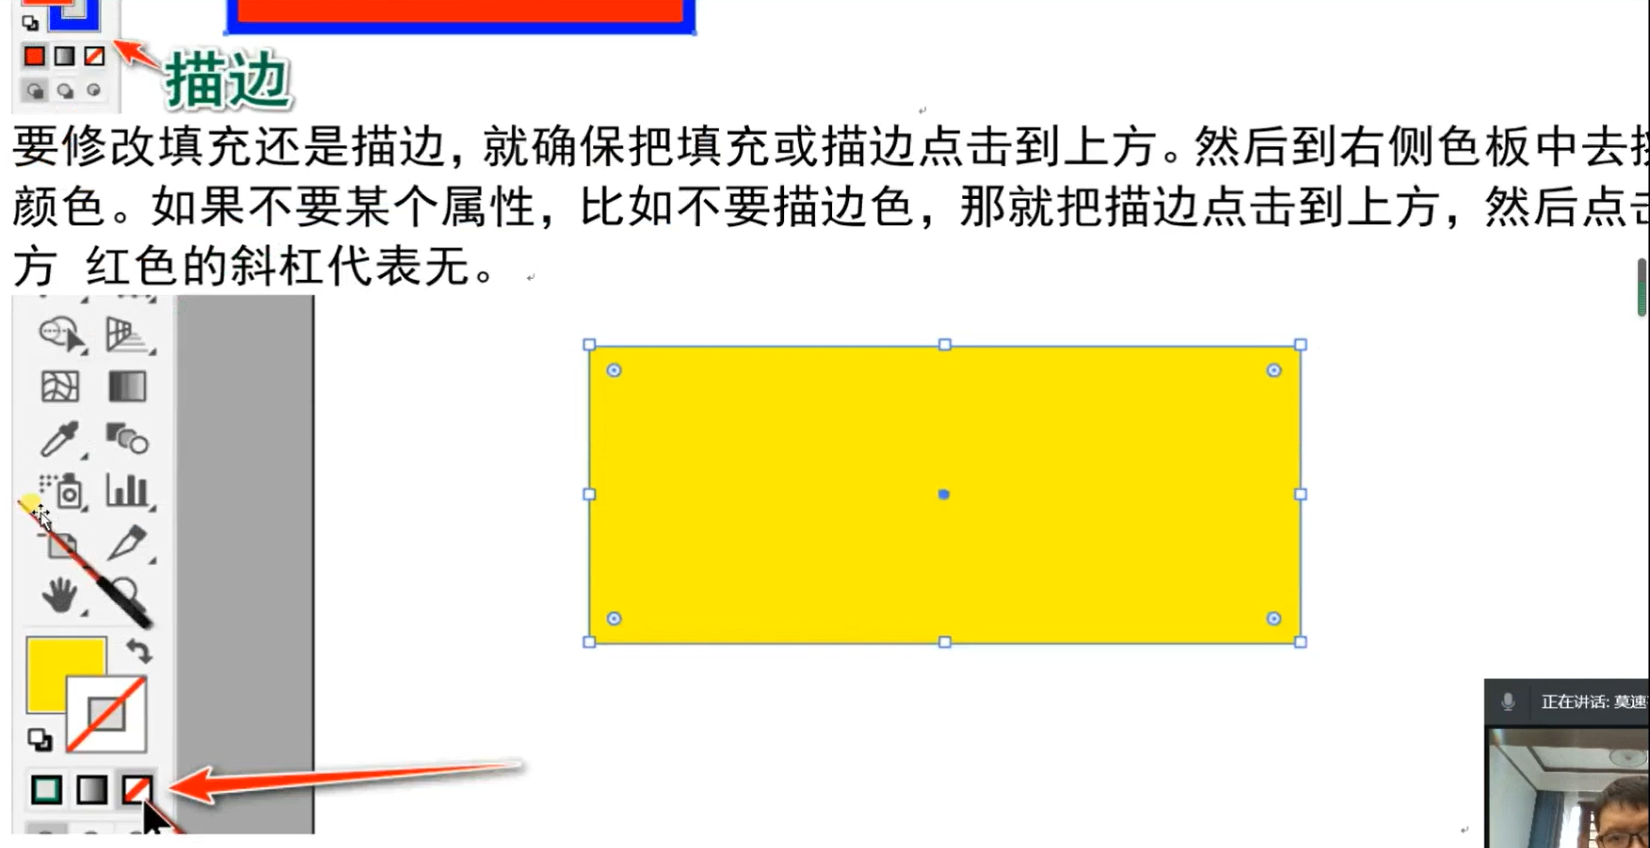 描边
要修改填充还是描边，就确保把填充或描边点击到上方。然后到右侧色板中去
颜色。如果不要某个属性，比如不要描边色，那就把描边点击到上方，然后点击
方 红色的斜杠代表无。
正在讲话: 莫速